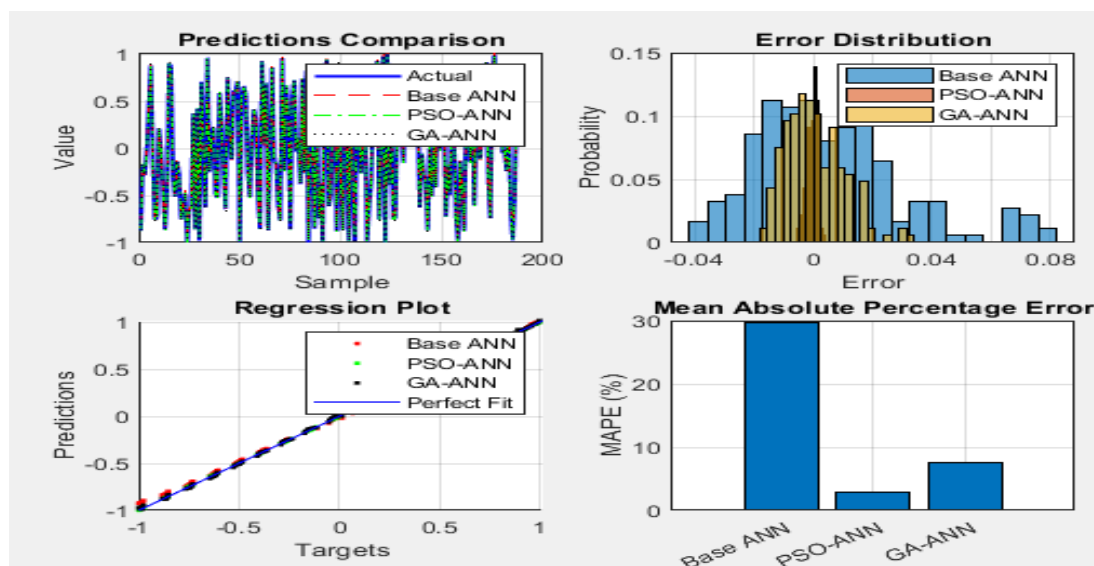 Predictions Comparison
Value
1
0.5
0
-0.5
-1
Actual
Base ANN
PSO-ANN
GA-ANN
0 50 100 150 200
Sample
Error Distribution
Probability
0.15
0.1
0.05
0
Base ANN
PSO-ANN
GA-ANN
-0.04 0 0.04 0.08
Error
Regression Plot
Predictions
1
0.5
0
-0.5
-1
Base ANN
PSO-ANN
GA-ANN
Perfect Fit
-1 -0.5 0 0.5 1
Targets
Mean Absolute Percentage Error
MAPE (%)
30
20
10
0
Base ANN
PSO-ANN
GA-ANN